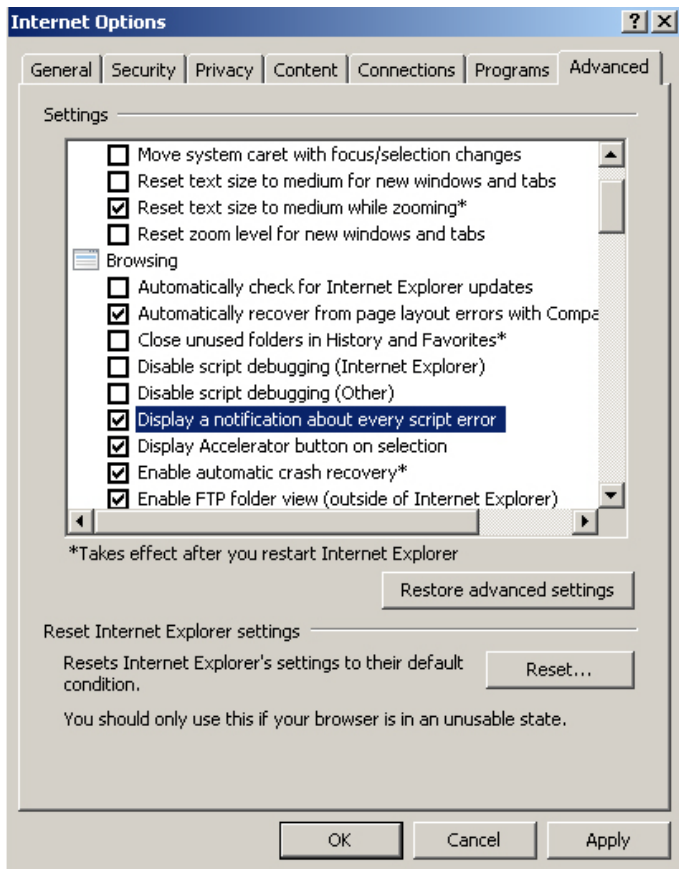 Internet Options
General Security Privacy Content Connections Programs Advanced
Settings
Move system caret with focus/selection changes
Reset text size to medium for new windows and tabs
Reset text size to medium while zooming*
Reset zoom level for new windows and tabs
Browsing
Automatically check for Internet Explorer updates
Automatically recover from page layout errors with Compa
Close unused folders in History and Favorites*
Disable script debugging (Internet Explorer)
Disable script debugging (Other)
Display a notification about every script error
Display Accelerator button on selection
Enable automatic crash recovery*
Enable FTP folder view (outside of Internet Explorer)
*Takes effect after you restart Internet Explorer
Restore advanced settings
Reset Internet Explorer settings
Resets Internet Explorer's settings to their default
condition.
Reset...
You should only use this if your browser is in an unusable state.
OK Cancel Apply